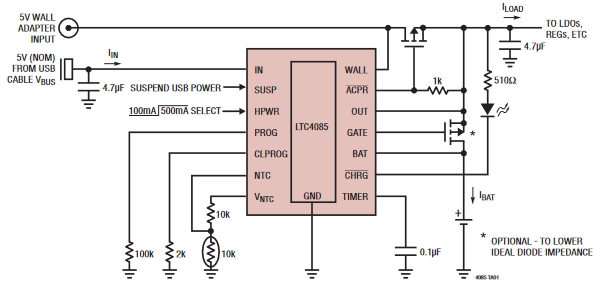 5V WALL
ADAPTER
INPUT
ILOAD
TO LDOs,
REGs, ETC
4.7µF
5V (NOM)
FROM USB
CABLE VBUS
IIN
4.7µF
SUSPEND USB POWER
100mA 500mA SELECT
IN
SUSP
HPWR
PROG
CLPROG
NTC
VNTC
LTC4085
GND
WALL
ACPR
OUT
GATE
BAT
CHRG
TIMER
1k
510Ω
*
IBAT
+
10k
100k
2k
10k
0.1µF
* OPTIONAL - TO LOWER
IDEAL DIODE IMPEDANCE
4085 TA01